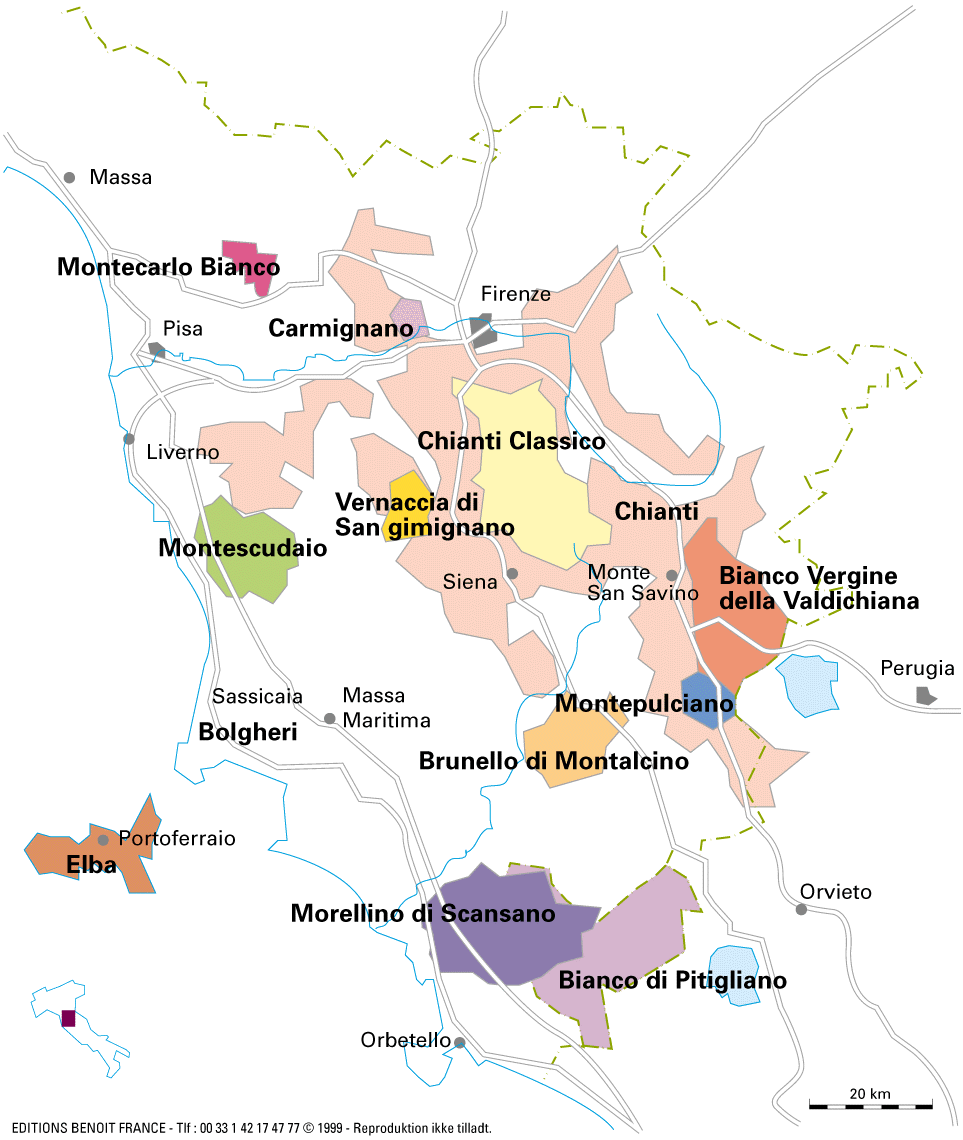 Massa
Montecarlo Bianco
Firenze
Carmignano
Pisa
Chianti Classico
Liverno
Vernaccia di
San gimignano
Chianti
Montescudaio
Siena
Monte
San Savino
Bianco Vergine
della Valdichiana
Perugia
Sassicaia
Massa
Maritima
Montepulciano
Bolgheri
Brunello di Montalcino
Portoferraio
Elba
Orvieto
Morellino di Scansano
Bianco di Pitigliano
Orbetello
20 km
EDITIONS BENOIT FRANCE - Tlf : 00 33 1 42 17 47 77 © 1999 - Reproduktion ikke tilladt.